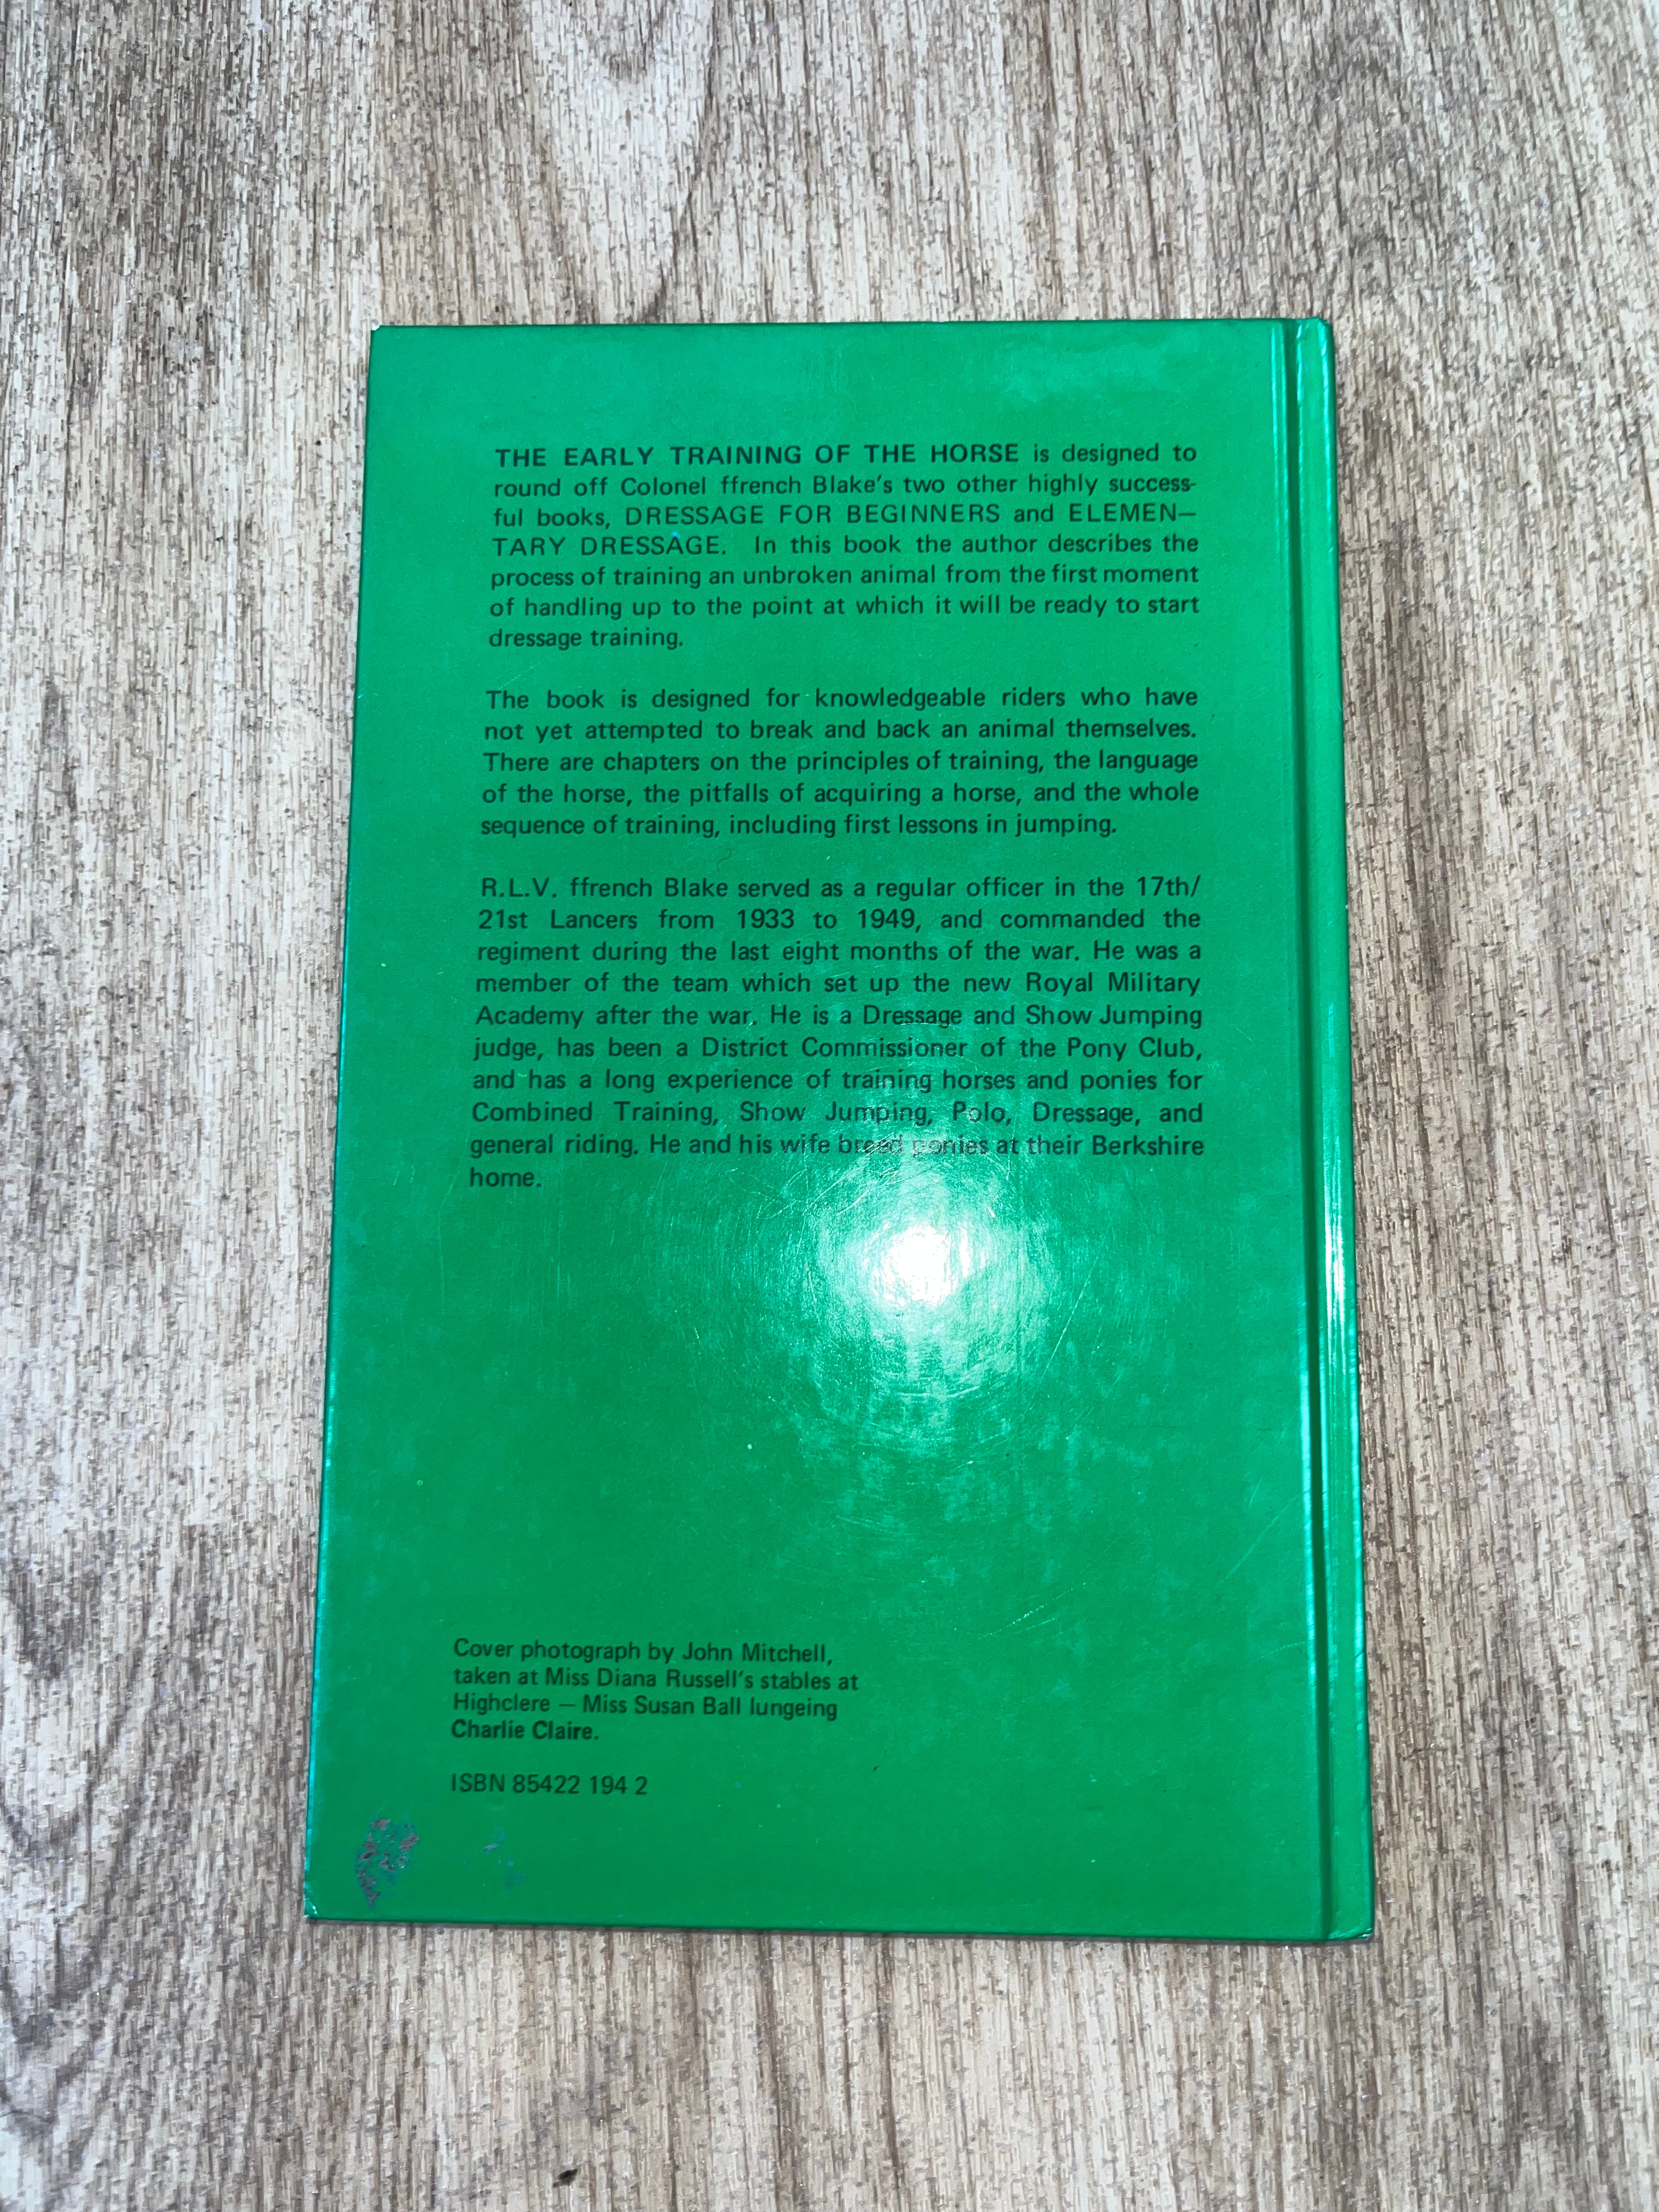 THE EARLY TRAINING OF THE HORSE is designed to
round off Colonel ffrench Blake's two other highly success-
ful books, DRESSAGE FOR BEGINNERS and ELEMEN—
TARY DRESSAGE. In this book the author describes the
process of training an unbroken animal from the first moment
of handling up to the point at which it will be ready to start
dressage training.
The book is designed for knowledgeable riders who have
not yet attempted to break and back an animal themselves.
There are chapters on the principles of training, the language
of the horse, the pitfalls of acquiring a horse, and the whole
sequence of training, including first lessons in jumping.
R.L.V. ffrench Blake served as a regular officer in the 17th/
21st Lancers from 1933 to 1949, and commanded the
regiment during the last eight months of the war. He was a
member of the team which set up the new Royal Military
Academy after the war. He is a Dressage and Show Jumping
judge, has been a District Commissioner of the Pony Club,
and has a long experience of training horses and ponies for
Combined Training, Show Jumping, Polo, Dressage, and
general riding. He and his wife breed ponies at their Berkshire
home.
Cover photograph by John Mitchell,
taken at Miss Diana Russell's stables at
Highclere — Miss Susan Ball lungeing
Charlie Claire.
ISBN 85422 194 2